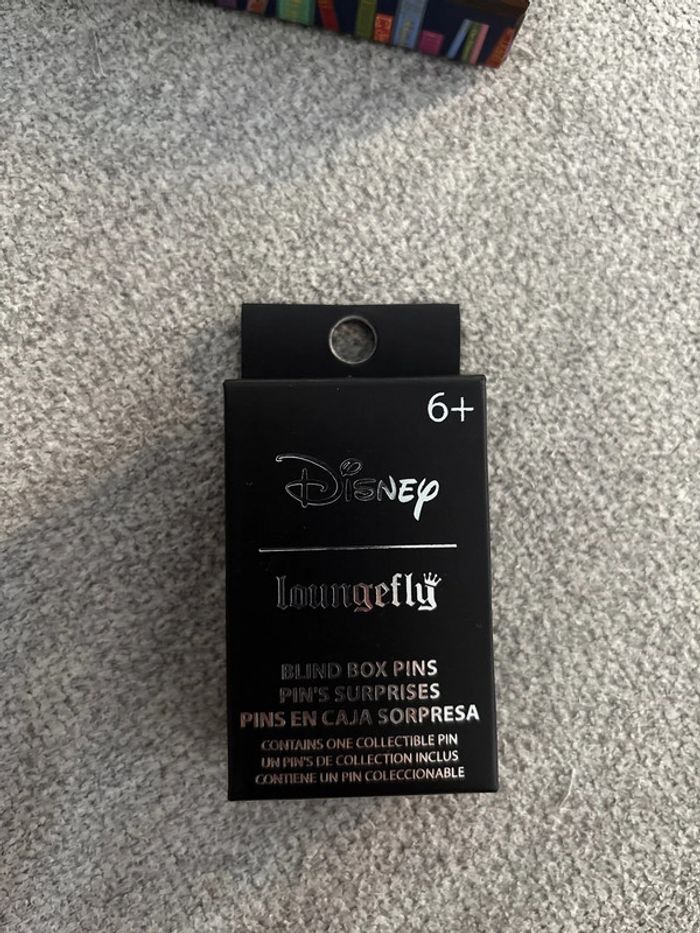 6+
Disney
loungefly
BLIND BOX PINS
PIN'S SURPRISES
PINS EN CAJA SORPRESA
CONTAINS ONE COLLECTIBLE PIN
UN PIN'S DE COLLECTION INCLUS
CONTIENE UN PIN COLECCIONABLE